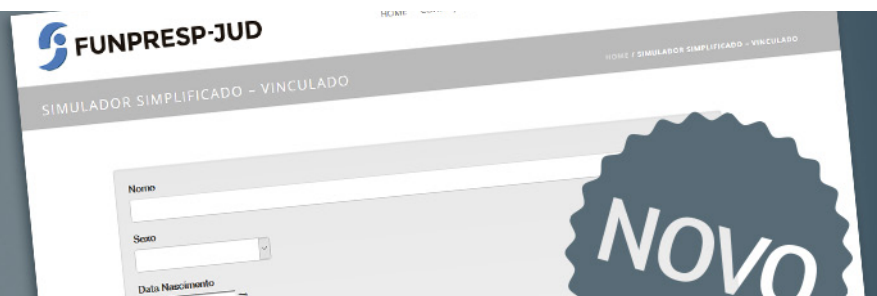 HOME
FUNPRESP-JUD
HOME / SIMULADOR SIMPLIFICADO – VINCULADO
SIMULADOR SIMPLIFICADO – VINCULADO
Nome
Sexo
Data Nascimento
NOVO